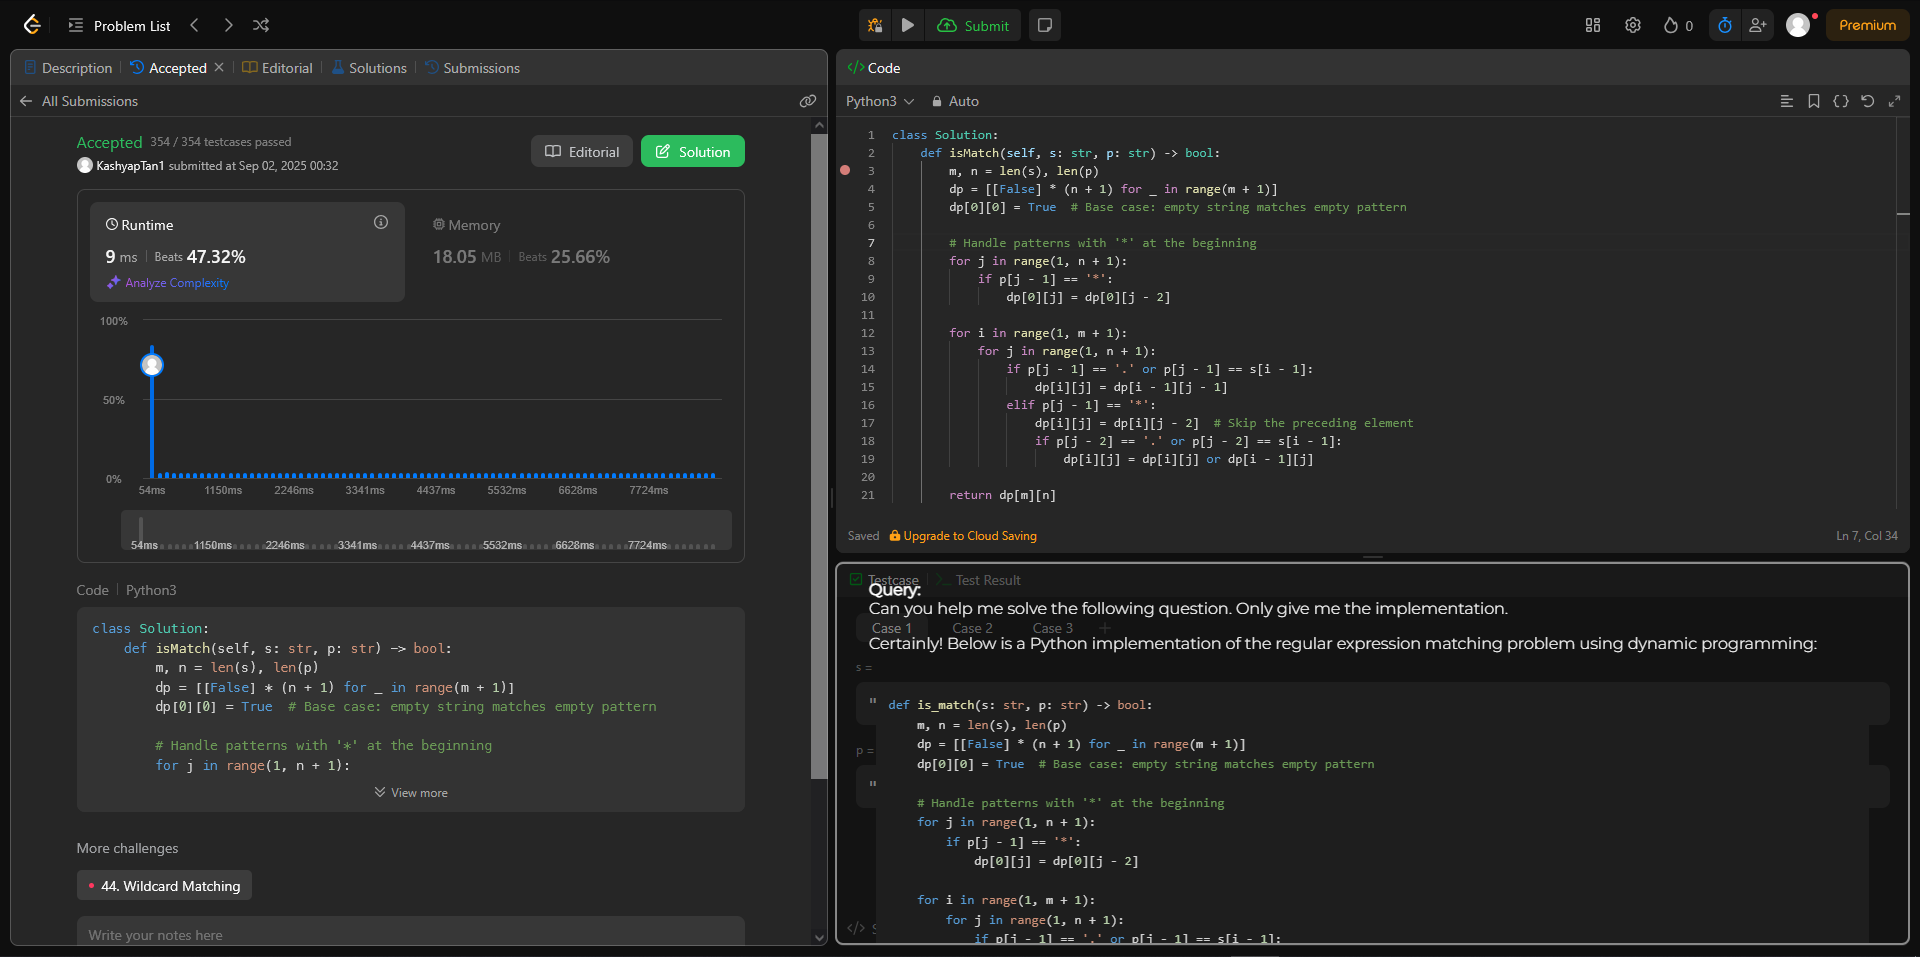 Problem List
Submit
0
Premium
Description
Accepted
Editorial
Solutions
Submissions
All Submissions
Accepted 354 / 354 testcases passed
KashyapTan1 submitted at Sep 02, 2025 00:32
Editorial
Solution
Runtime
9 ms
Beats 47.32%
Analyze Complexity
Memory
18.05 MB
Beats 25.66%
100%
50%
0%
54ms 1150ms 2246ms 3341ms 4437ms 5532ms 6628ms 7724ms
54ms 1150ms 2246ms 3341ms 4437ms 5532ms 6628ms 7724ms
Code
Python3
class Solution:
def isMatch(self, s: str, p: str) -> bool:
m, n = len(s), len(p)
dp = [[False] * (n + 1) for _ in range(m + 1)]
dp[0][0] = True  # Base case: empty string matches empty pattern
# Handle patterns with '*' at the beginning
for j in range(1, n + 1):
View more
More challenges
44. Wildcard Matching
Write your notes here
</> Code
Python3
Auto
1 class Solution:
2 def isMatch(self, s: str, p: str) -> bool:
3 m, n = len(s), len(p)
4 dp = [[False] * (n + 1) for _ in range(m + 1)]
5 dp[0][0] = True  # Base case: empty string matches empty pattern
6
7 # Handle patterns with '*' at the beginning
8 for j in range(1, n + 1):
9 if p[j - 1] == '*':
10 dp[0][j] = dp[0][j - 2]
11
12 for i in range(1, m + 1):
13 for j in range(1, n + 1):
14 if p[j - 1] == '.' or p[j - 1] == s[i - 1]:
15 dp[i][j] = dp[i - 1][j - 1]
16 elif p[j - 1] == '*':
17 dp[i][j] = dp[i][j - 2]  # Skip the preceding element
18 if p[j - 2] == '.' or p[j - 2] == s[i - 1]:
19 dp[i][j] = dp[i][j] or dp[i - 1][j]
20
21 return dp[m][n]
Saved
Upgrade to Cloud Saving
Ln 7, Col 34
Testcase
Test Result
Query:
Can you help me solve the following question. Only give me the implementation.
Case 1
Case 2
Case 3
+
Certainly! Below is a Python implementation of the regular expression matching problem using dynamic programming:
s =
"
def is_match(s: str, p: str) -> bool:
m, n = len(s), len(p)
dp = [[False] * (n + 1) for _ in range(m + 1)]
p =
dp[0][0] = True  # Base case: empty string matches empty pattern
"
# Handle patterns with '*' at the beginning
for j in range(1, n + 1):
if p[j - 1] == '*':
dp[0][j] = dp[0][j - 2]
for i in range(1, m + 1):
for j in range(1, n + 1):
</> S
if p[j - 1] == '.' or p[j - 1] == s[i - 1]: